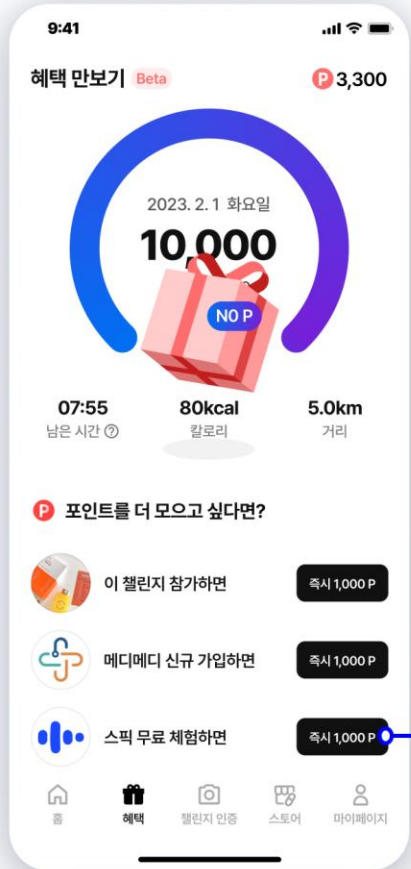 9:41
혜택 만보기 Beta
P 3,300
2023. 2. 1 화요일
10,000
N0 P
07:55 80kcal 5.0km
남은 시간 ? 칼로리 거리
P 포인트를 더 모으고 싶다면?
이 챌린지 참가하면 즉시 1,000 P
메디메디 신규 가입하면 즉시 1,000 P
스픽 무료 체험하면 즉시 1,000 P
홈 혜택 챌린지 인증 스토어 마이페이지